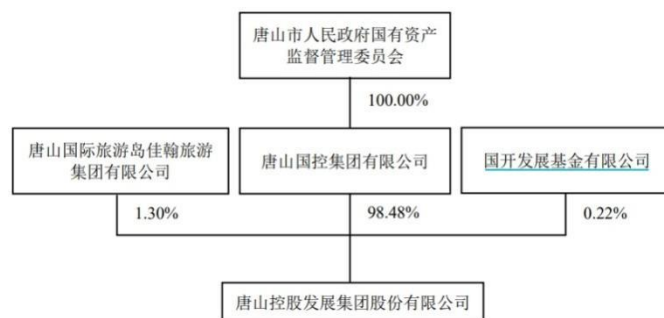 唐山市人民政府国有资产
监督管理委员会
100.00%
唐山国际旅游岛佳翰旅游
集团有限公司
唐山国控集团有限公司
国开发展基金有限公司
1.30%
98.48%
0.22%
唐山控股发展集团股份有限公司